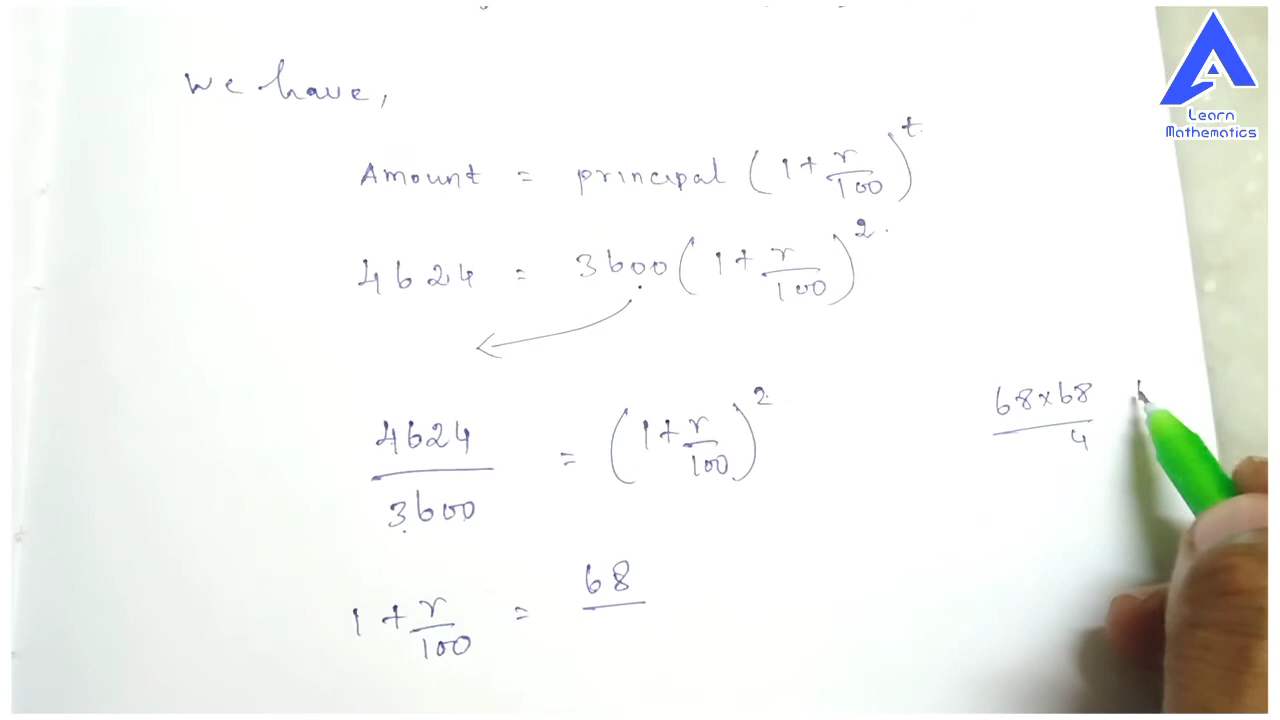 We have,
Amount = principal (1 + r/100)^t.
4624 = 3600 (1 + r/100)^2.
4624/3600 = (1 + r/100)^2
68×68
4
1 + r/100 = 68
Learn
Mathematics